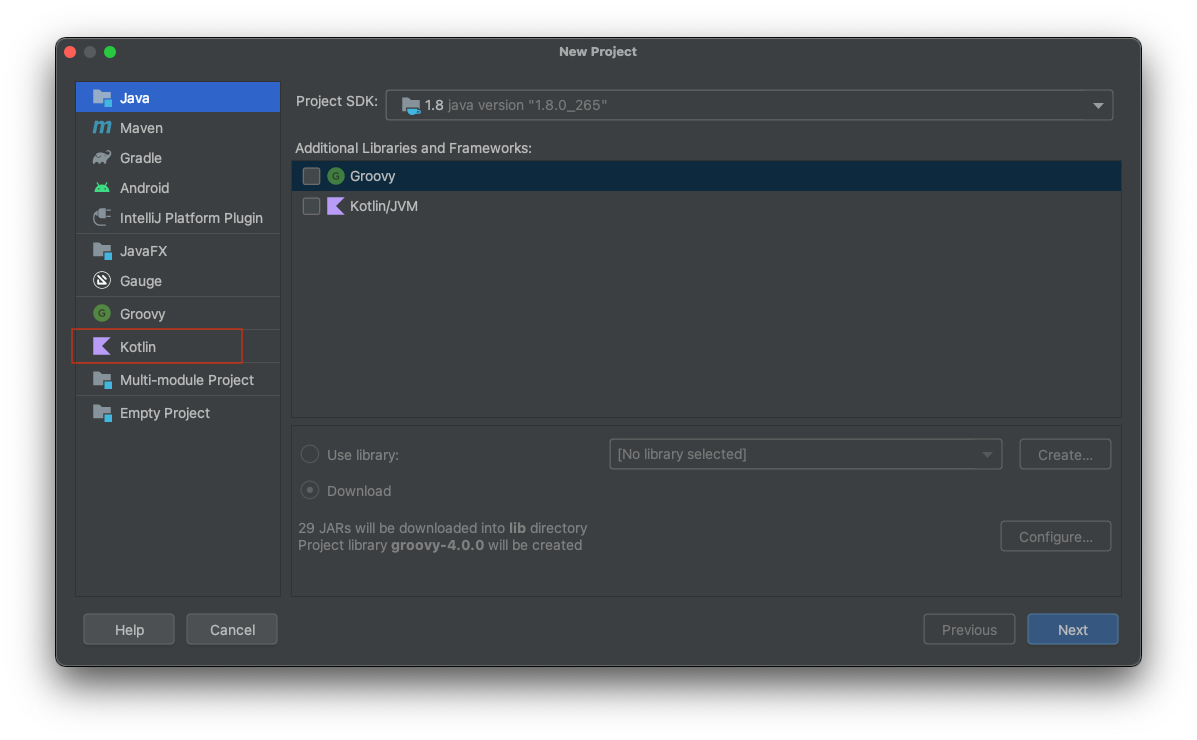 New Project
Java
Maven
Gradle
Android
IntelliJ Platform Plugin
JavaFX
Gauge
Groovy
Kotlin
Multi-module Project
Empty Project
Project SDK: 1.8 java version "1.8.0_265"
Additional Libraries and Frameworks:
G Groovy
Kotlin/JVM
Use library: [No library selected] Create...
Download
29 JARs will be downloaded into lib directory
Project library groovy-4.0.0 will be created
Configure...
Help Cancel Previous Next